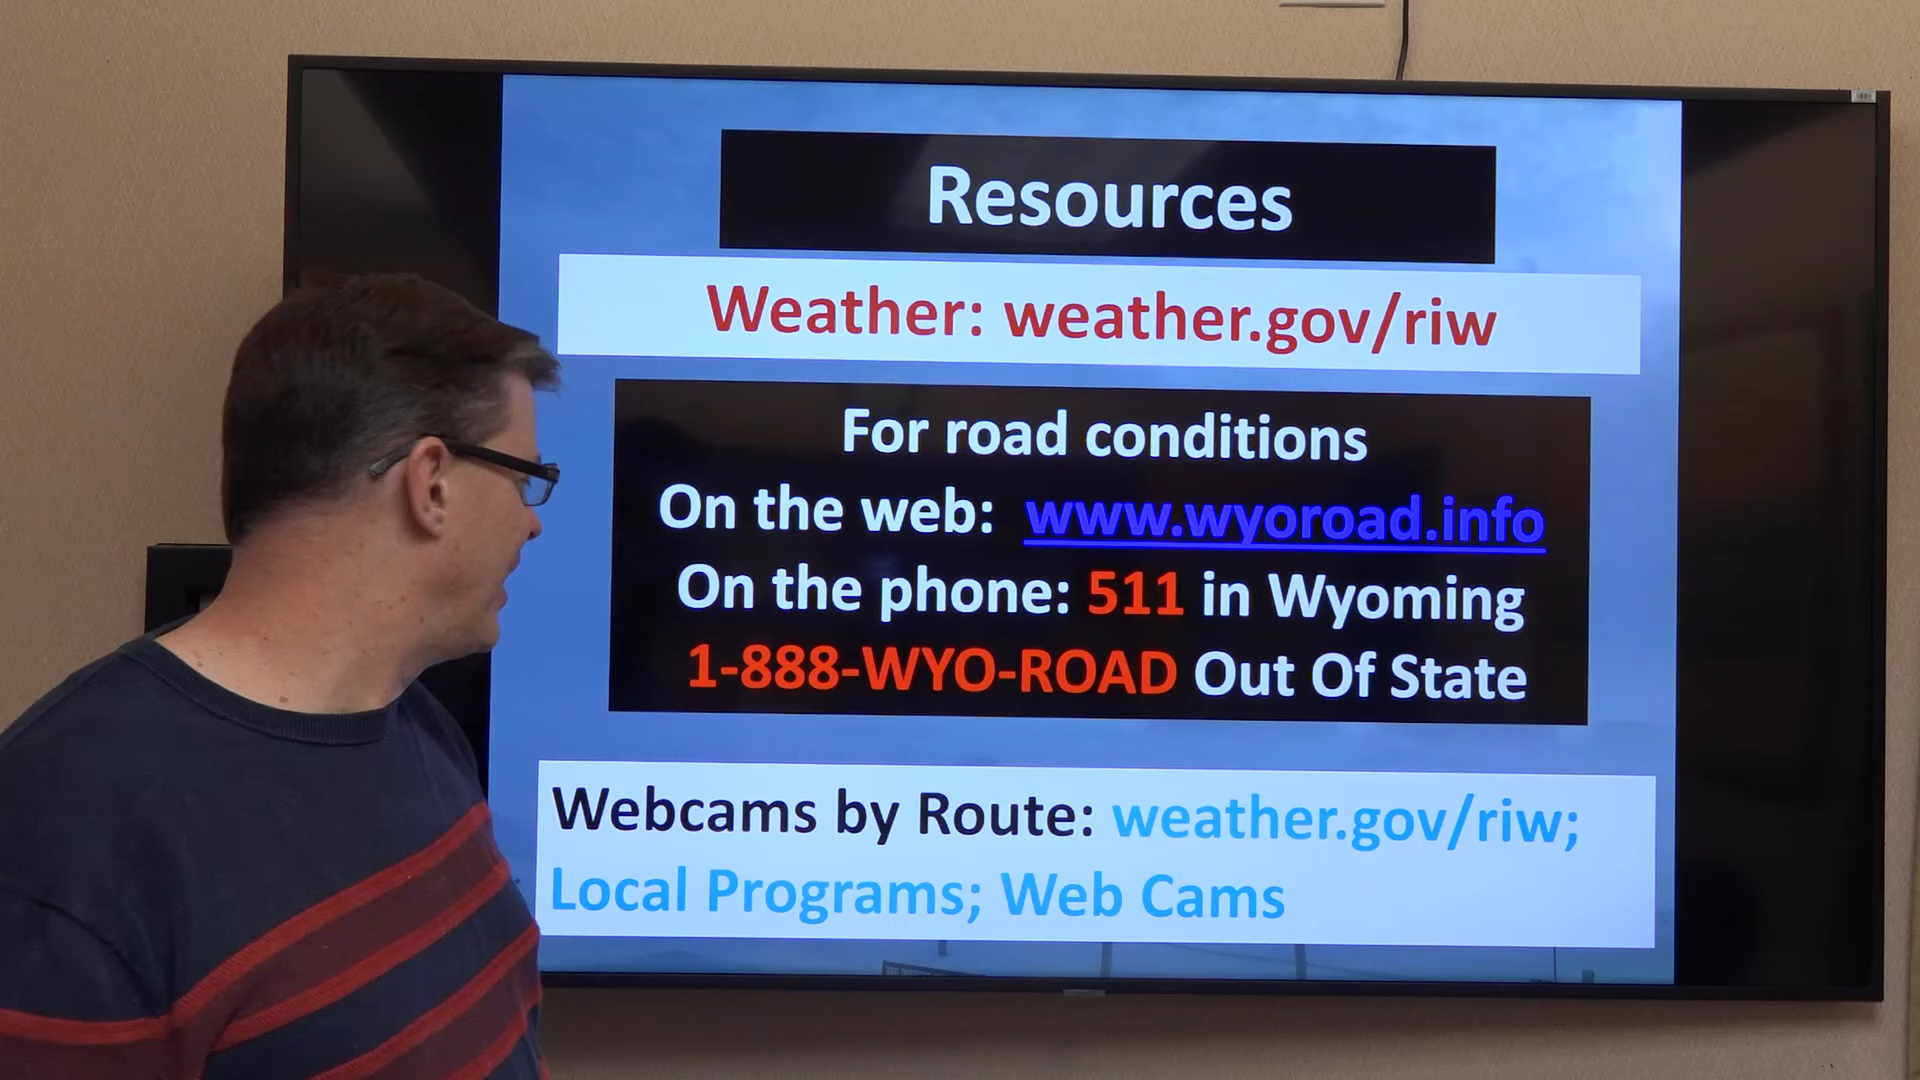 Resources
Weather: weather.gov/riw
For road conditions
On the web: www.wyoroad.info
On the phone: 511 in Wyoming
1-888-WYO-ROAD Out Of State
Webcams by Route: weather.gov/riw;
Local Programs; Web Cams